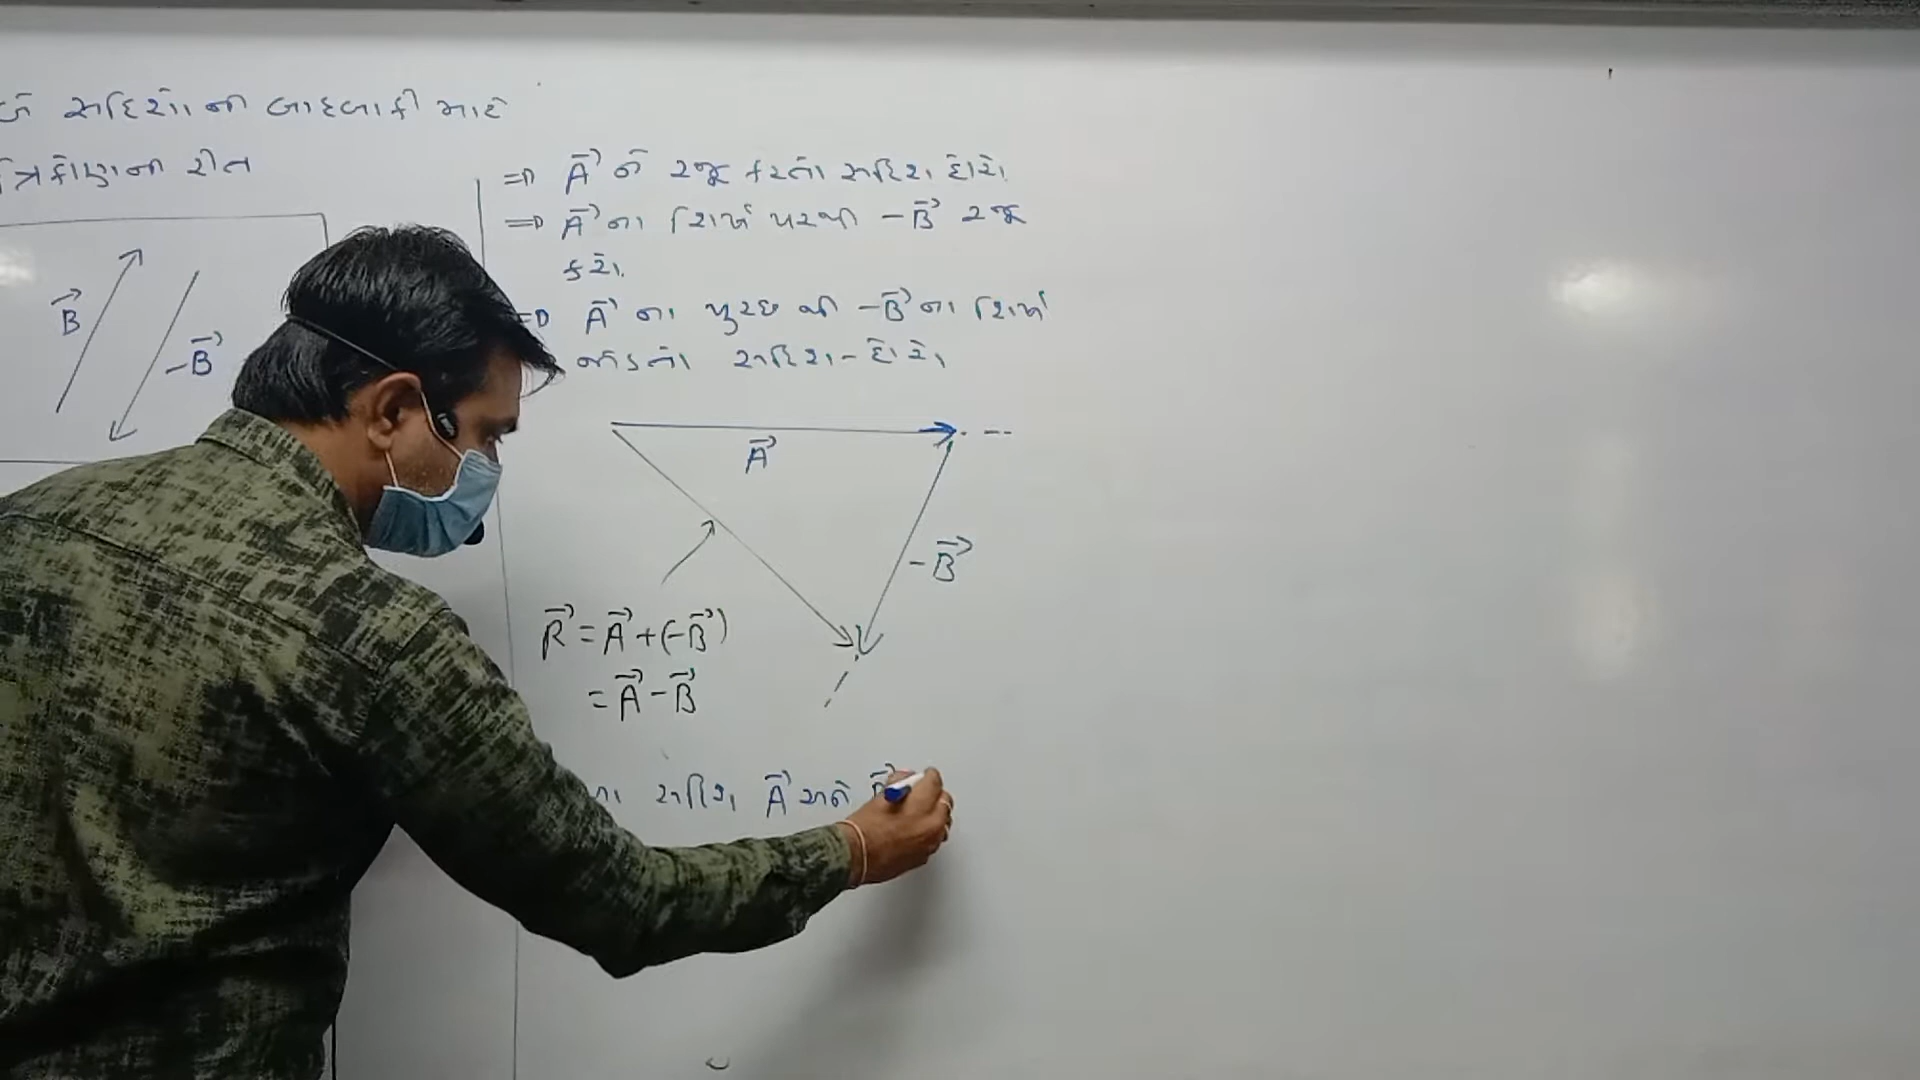 સદિશોની બાદબાકી માટે
ત્રિકોણની રીત
B⃗
-B⃗
⇒ A⃗ ને રજૂ કરતો સદિશ દોરો.
⇒ A⃗ ના શિર્ષ પરથી -B⃗ રજૂ
કરો.
⇒ A⃗ ના પુચ્છ થી -B⃗ ના શિર્ષ
જોડતો સદિશ દોરો
A⃗
-B⃗
R⃗ = A⃗ + (-B⃗)
= A⃗ - B⃗
સદિશ A⃗ અને